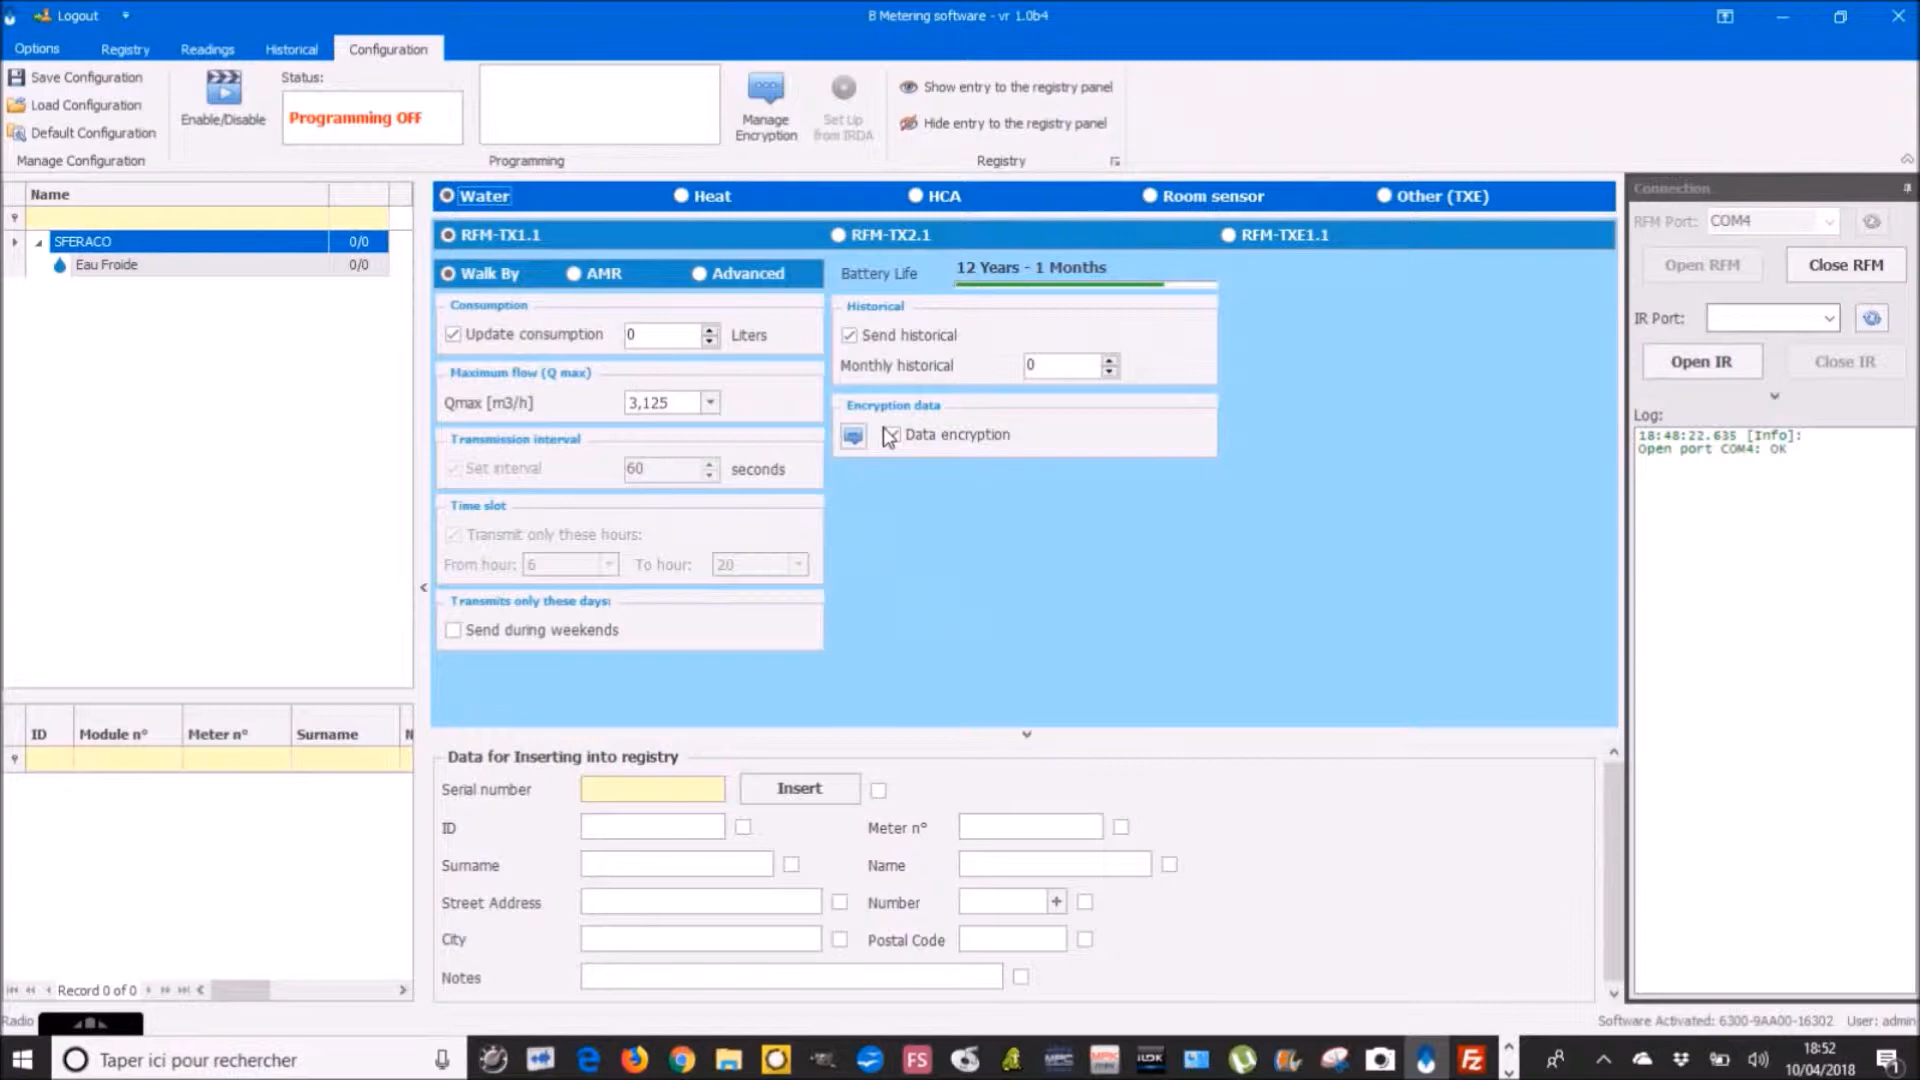 Logout
B Metering software - vr 1.0b4
Options Registry Readings Historical Configuration
Save Configuration
Load Configuration
Default Configuration
Manage Configuration
Enable/Disable
Status:
Programming OFF
Programming
Manage Encryption
Set Up from IRDA
Show entry to the registry panel
Hide entry to the registry panel
Registry
Name
SFERACO 0/0
Eau Froide 0/0
Water Heat HCA Room sensor Other (TXE)
RFM-TX1.1 RFM-TX2.1 RFM-TXE1.1
Walk By AMR Advanced
Battery Life 12 Years - 1 Months
Consumption
Update consumption 0 Liters
Maximum flow (Q max)
Qmax [m3/h] 3,125
Transmission interval
Set interval 60 seconds
Time slot
Transmit only these hours:
From hour: 6 To hour: 20
Transmits only these days:
Send during weekends
Historical
Send historical
Monthly historical 0
Encryption data
Data encryption
Connection
RFM Port: COM4
Open RFM Close RFM
IR Port:
Open IR Close IR
Log:
18:48:22.635 [Info]:
Open port COM4: OK
ID Module n° Meter n° Surname N
Record 0 of 0
Data for Inserting into registry
Serial number Insert
ID Meter n°
Surname Name
Street Address Number
City Postal Code
Notes
Radio
Software Activated: 6300-9AA00-16302 User: admin
Taper ici pour rechercher
FS
MPC
ILOK
FZ
18:52
10/04/2018
1